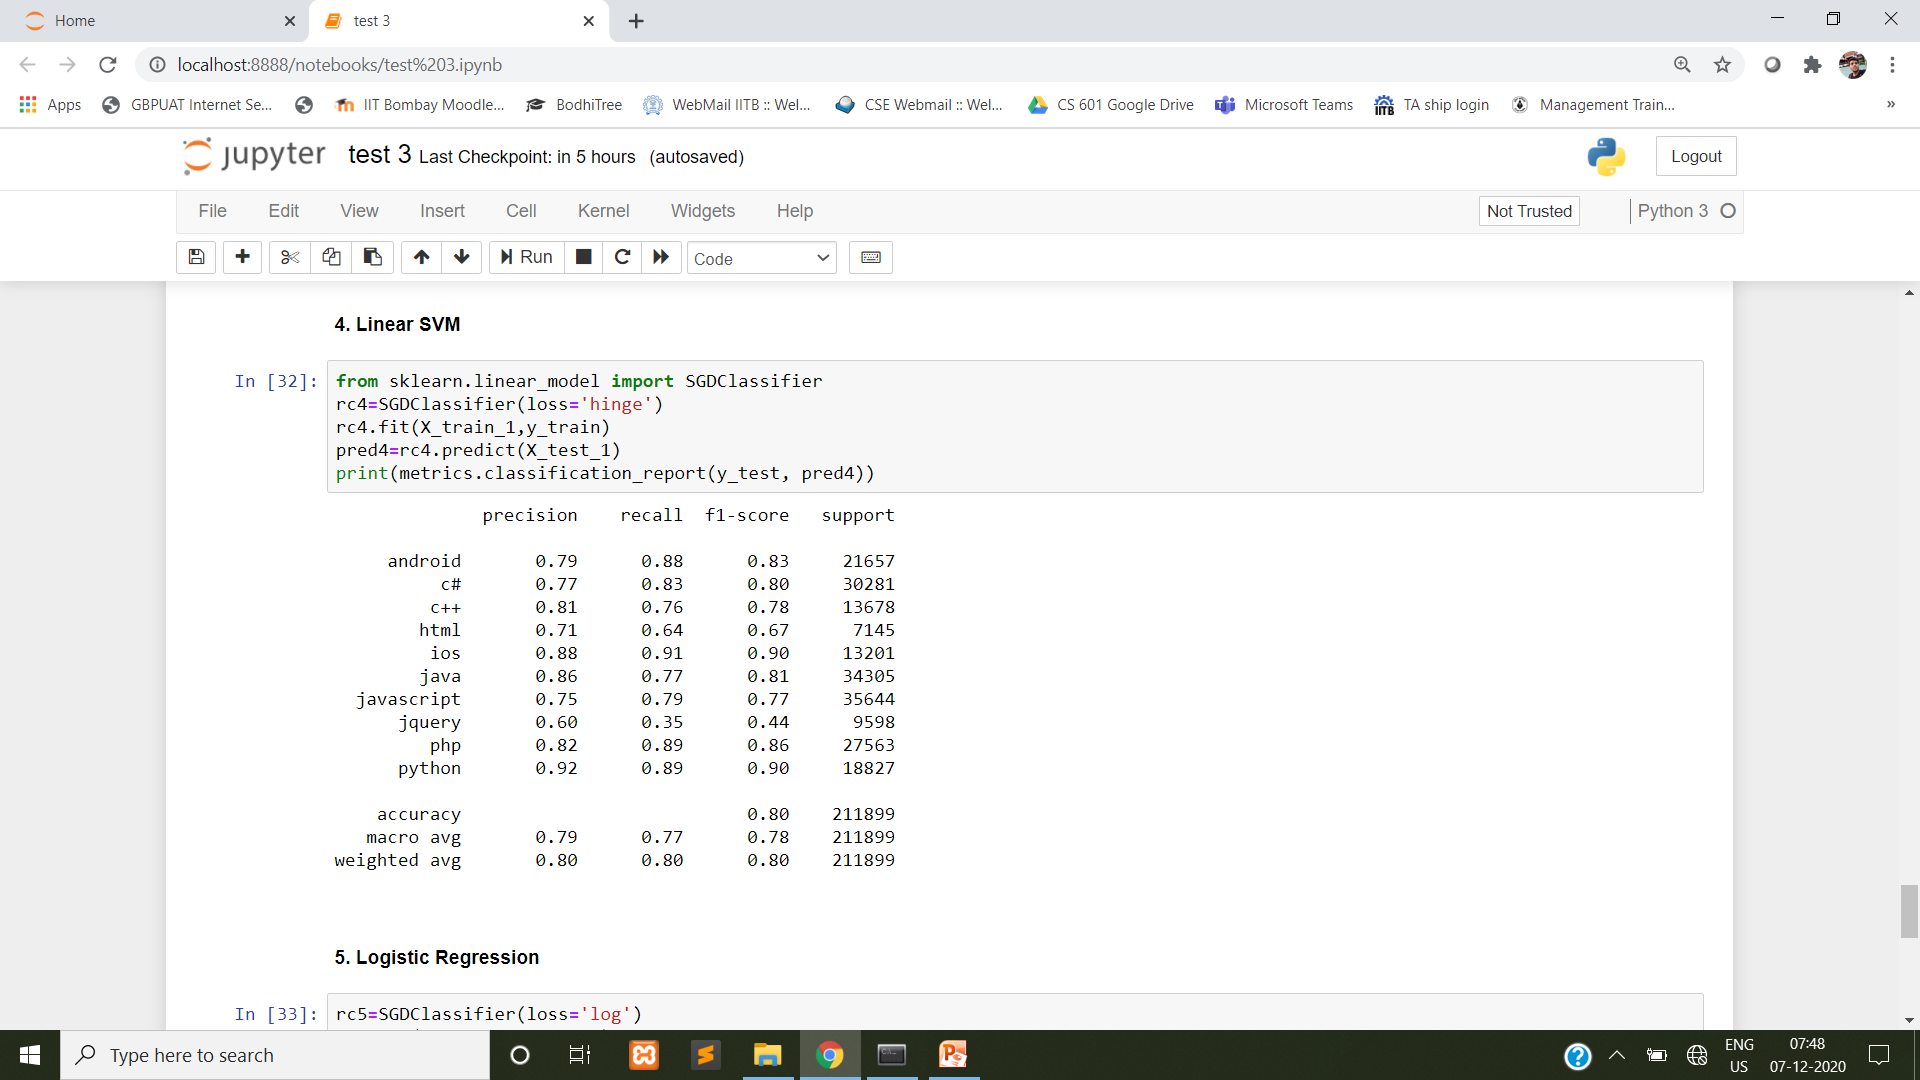 Home
test 3
localhost:8888/notebooks/test%203.ipynb
Apps GBPUAT Internet Se... IIT Bombay Moodle... BodhiTree WebMail IITB :: Wel... CSE Webmail :: Wel... CS 601 Google Drive Microsoft Teams TA ship login Management Train... »
jupyter test 3 Last Checkpoint: in 5 hours (autosaved) Logout
File Edit View Insert Cell Kernel Widgets Help Not Trusted Python 3
Run Code
4. Linear SVM
In [32]: from sklearn.linear_model import SGDClassifier
rc4=SGDClassifier(loss='hinge')
rc4.fit(X_train_1,y_train)
pred4=rc4.predict(X_test_1)
print(metrics.classification_report(y_test, pred4))
precision recall f1-score support
android 0.79 0.88 0.83 21657
c# 0.77 0.83 0.80 30281
c++ 0.81 0.76 0.78 13678
html 0.71 0.64 0.67 7145
ios 0.88 0.91 0.90 13201
java 0.86 0.77 0.81 34305
javascript 0.75 0.79 0.77 35644
jquery 0.60 0.35 0.44 9598
php 0.82 0.89 0.86 27563
python 0.92 0.89 0.90 18827
accuracy 0.80 211899
macro avg 0.79 0.77 0.78 211899
weighted avg 0.80 0.80 0.80 211899
5. Logistic Regression
In [33]: rc5=SGDClassifier(loss='log')
Type here to search
ENG 07:48
US 07-12-2020